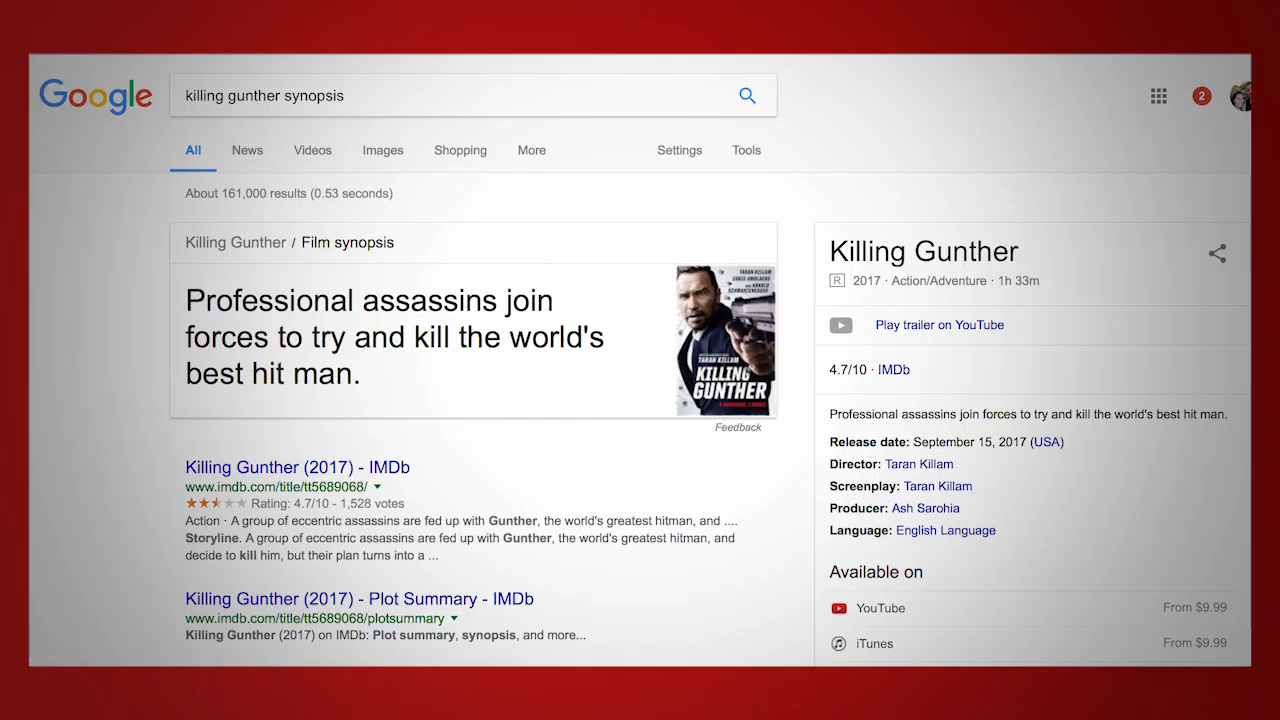 Google
killing gunther synopsis
2
All News Videos Images Shopping More Settings Tools
About 161,000 results (0.53 seconds)
Killing Gunther / Film synopsis
Professional assassins join
forces to try and kill the world's
best hit man.
TARAN KILLAM
COBIE SMULDERS
AND ARNOLD
SCHWARZENEGGER
TARAN KILLAM
KILLING
GUNTHER
Feedback
Killing Gunther (2017) - IMDb
www.imdb.com/title/tt5689068/
Rating: 4.7/10 - 1,528 votes
Action · A group of eccentric assassins are fed up with Gunther, the world's greatest hitman, and ....
Storyline. A group of eccentric assassins are fed up with Gunther, the world's greatest hitman, and
decide to kill him, but their plan turns into a ...
Killing Gunther (2017) - Plot Summary - IMDb
www.imdb.com/title/tt5689068/plotsummary
Killing Gunther (2017) on IMDb: Plot summary, synopsis, and more...
Killing Gunther
R 2017 · Action/Adventure · 1h 33m
Play trailer on YouTube
4.7/10 · IMDb
Professional assassins join forces to try and kill the world's best hit man.
Release date: September 15, 2017 (USA)
Director: Taran Killam
Screenplay: Taran Killam
Producer: Ash Sarohia
Language: English Language
Available on
YouTube From $9.99
iTunes From $9.99